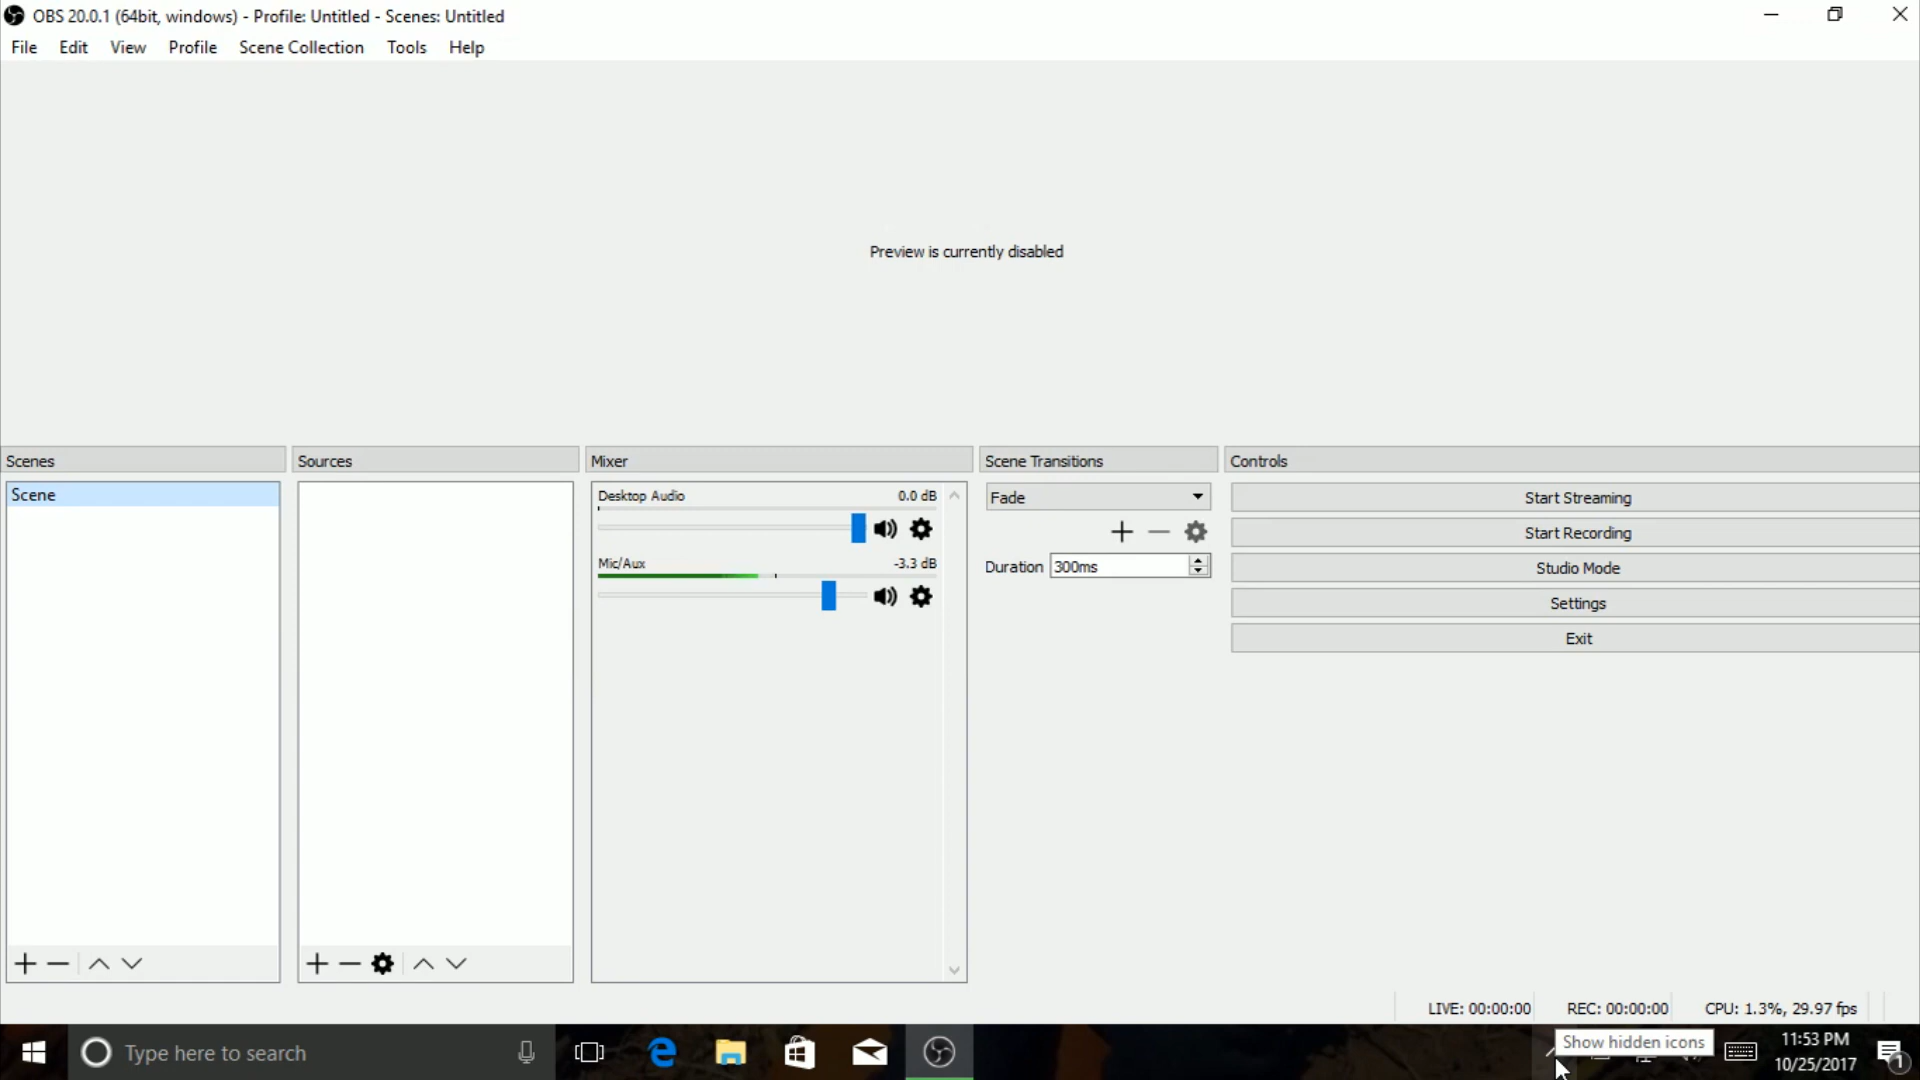 OBS 20.0.1 (64bit, windows) - Profile: Untitled - Scenes: Untitled
File Edit View Profile Scene Collection Tools Help
Preview is currently disabled
Scenes Sources Mixer Scene Transitions Controls
Scene
Desktop Audio 0.0 dB
Fade
Start Streaming
Start Recording
Mic/Aux -3.3 dB
Duration 300ms
Studio Mode
Settings
Exit
LIVE: 00:00:00 REC: 00:00:00 CPU: 1.3%, 29.97 fps
Type here to search
Show hidden icons
11:53 PM
10/25/2017
1